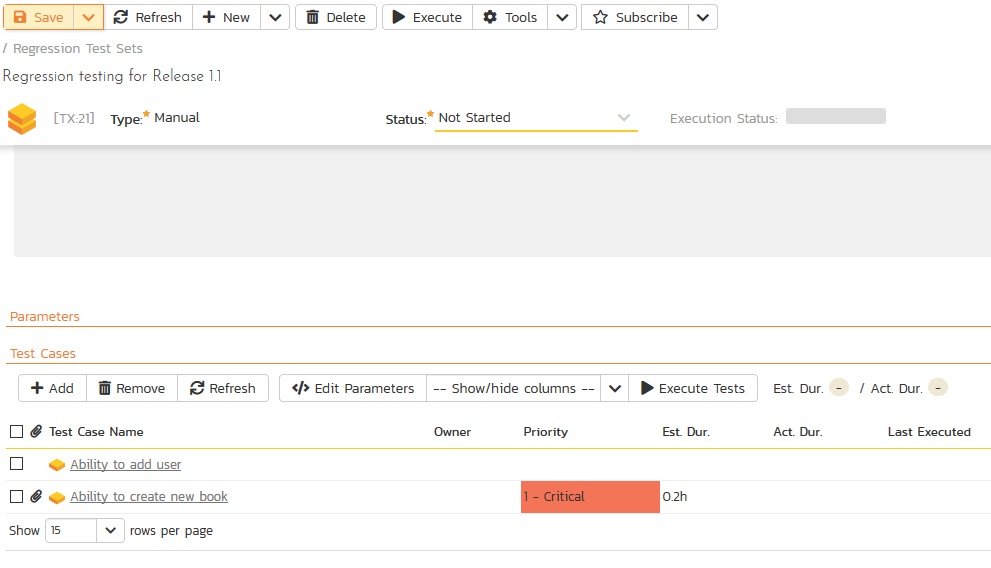 Save Refresh New Delete Execute Tools Subscribe
/ Regression Test Sets
Regression testing for Release 1.1
[TX:21] Type:* Manual Status:* Not Started Execution Status:
Parameters
Test Cases
Add Remove Refresh </> Edit Parameters -- Show/hide columns -- Execute Tests Est. Dur. - / Act. Dur. -
Test Case Name Owner Priority Est. Dur. Act. Dur. Last Executed
Ability to add user
Ability to create new book 1 - Critical 0.2h
Show 15 rows per page